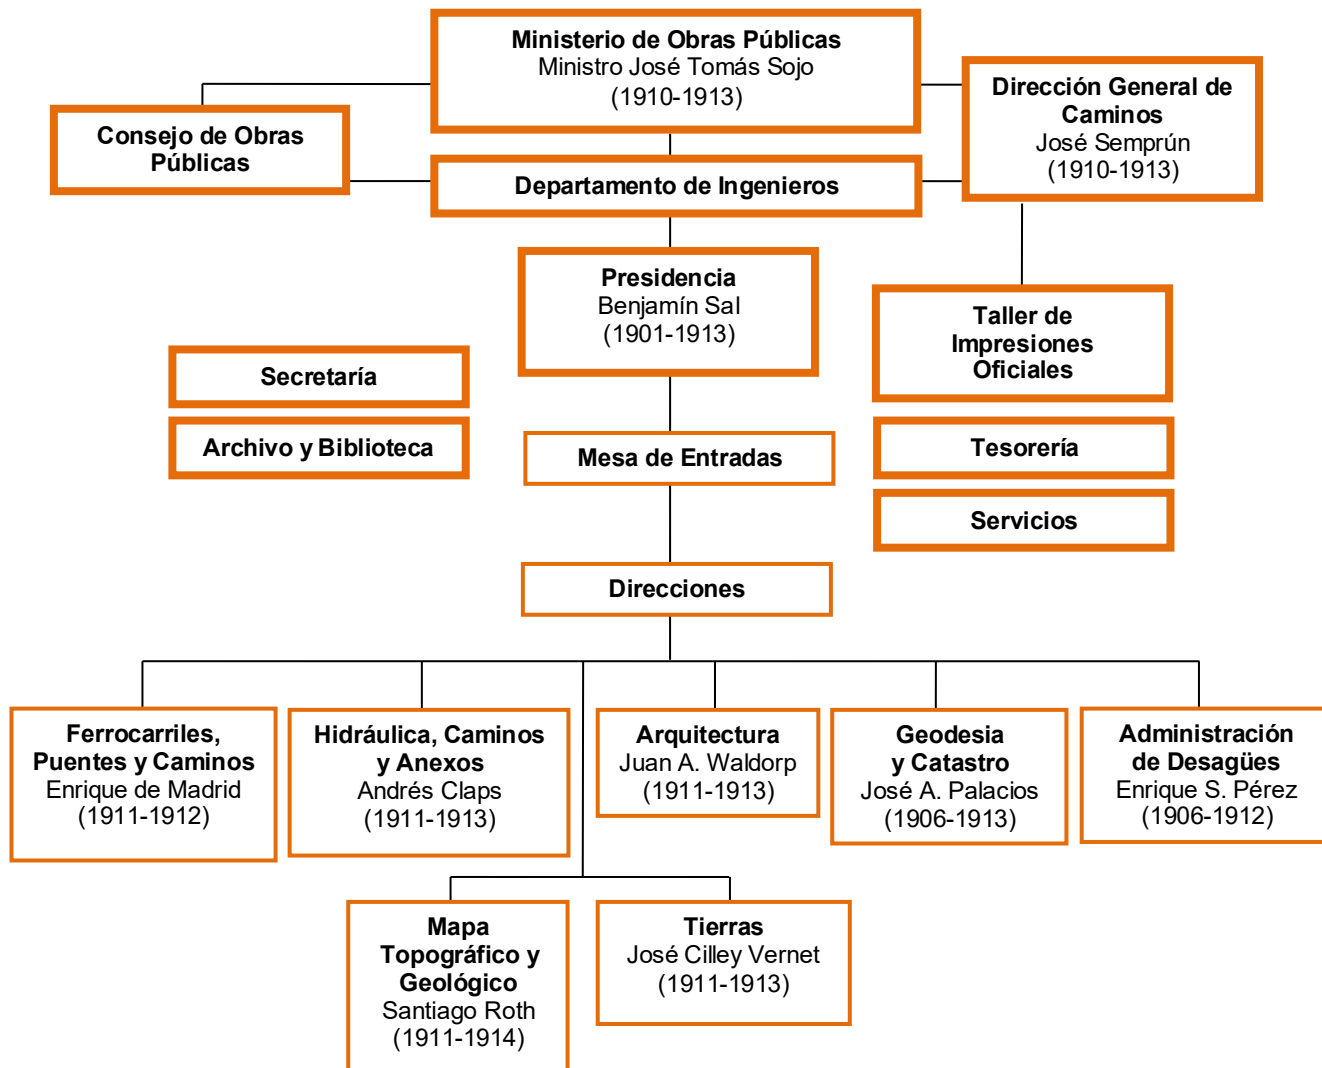 Ministerio de Obras Públicas
Ministro José Tomás Sojo
(1910-1913)
Consejo de Obras
Públicas
Dirección General de
Caminos
José Semprún
(1910-1913)
Departamento de Ingenieros
Presidencia
Benjamín Sal
(1901-1913)
Taller de
Impresiones
Oficiales
Secretaría
Archivo y Biblioteca
Mesa de Entradas
Tesorería
Servicios
Direcciones
Ferrocarriles,
Puentes y Caminos
Enrique de Madrid
(1911-1912)
Hidráulica, Caminos
y Anexos
Andrés Claps
(1911-1913)
Arquitectura
Juan A. Waldorp
(1911-1913)
Geodesia
y Catastro
José A. Palacios
(1906-1913)
Administración
de Desagües
Enrique S. Pérez
(1906-1912)
Mapa
Topográfico y
Geológico
Santiago Roth
(1911-1914)
Tierras
José Cilley Vernet
(1911-1913)